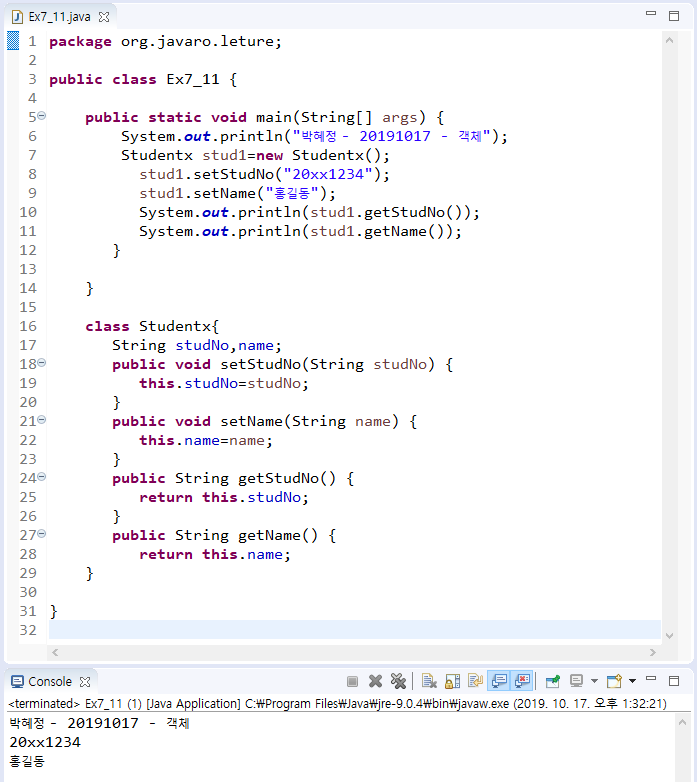 Ex7_11.java
1 package org.javaro.leture;
2
3 public class Ex7_11 {
4
5 public static void main(String[] args) {
6 System.out.println("박혜정 - 20191017 - 객체");
7 Studentx stud1=new Studentx();
8 stud1.setStudNo("20xx1234");
9 stud1.setName("홍길동");
10 System.out.println(stud1.getStudNo());
11 System.out.println(stud1.getName());
12 }
13
14 }
15
16 class Studentx{
17 String studNo,name;
18 public void setStudNo(String studNo) {
19 this.studNo=studNo;
20 }
21 public void setName(String name) {
22 this.name=name;
23 }
24 public String getStudNo() {
25 return this.studNo;
26 }
27 public String getName() {
28 return this.name;
29 }
30
31 }
32
Console
<terminated> Ex7_11 (1) [Java Application] C:₩Program Files₩Java₩jre-9.0.4₩bin₩javaw.exe (2019. 10. 17. 오후 1:32:21)
박혜정 - 20191017 - 객체
20xx1234
홍길동